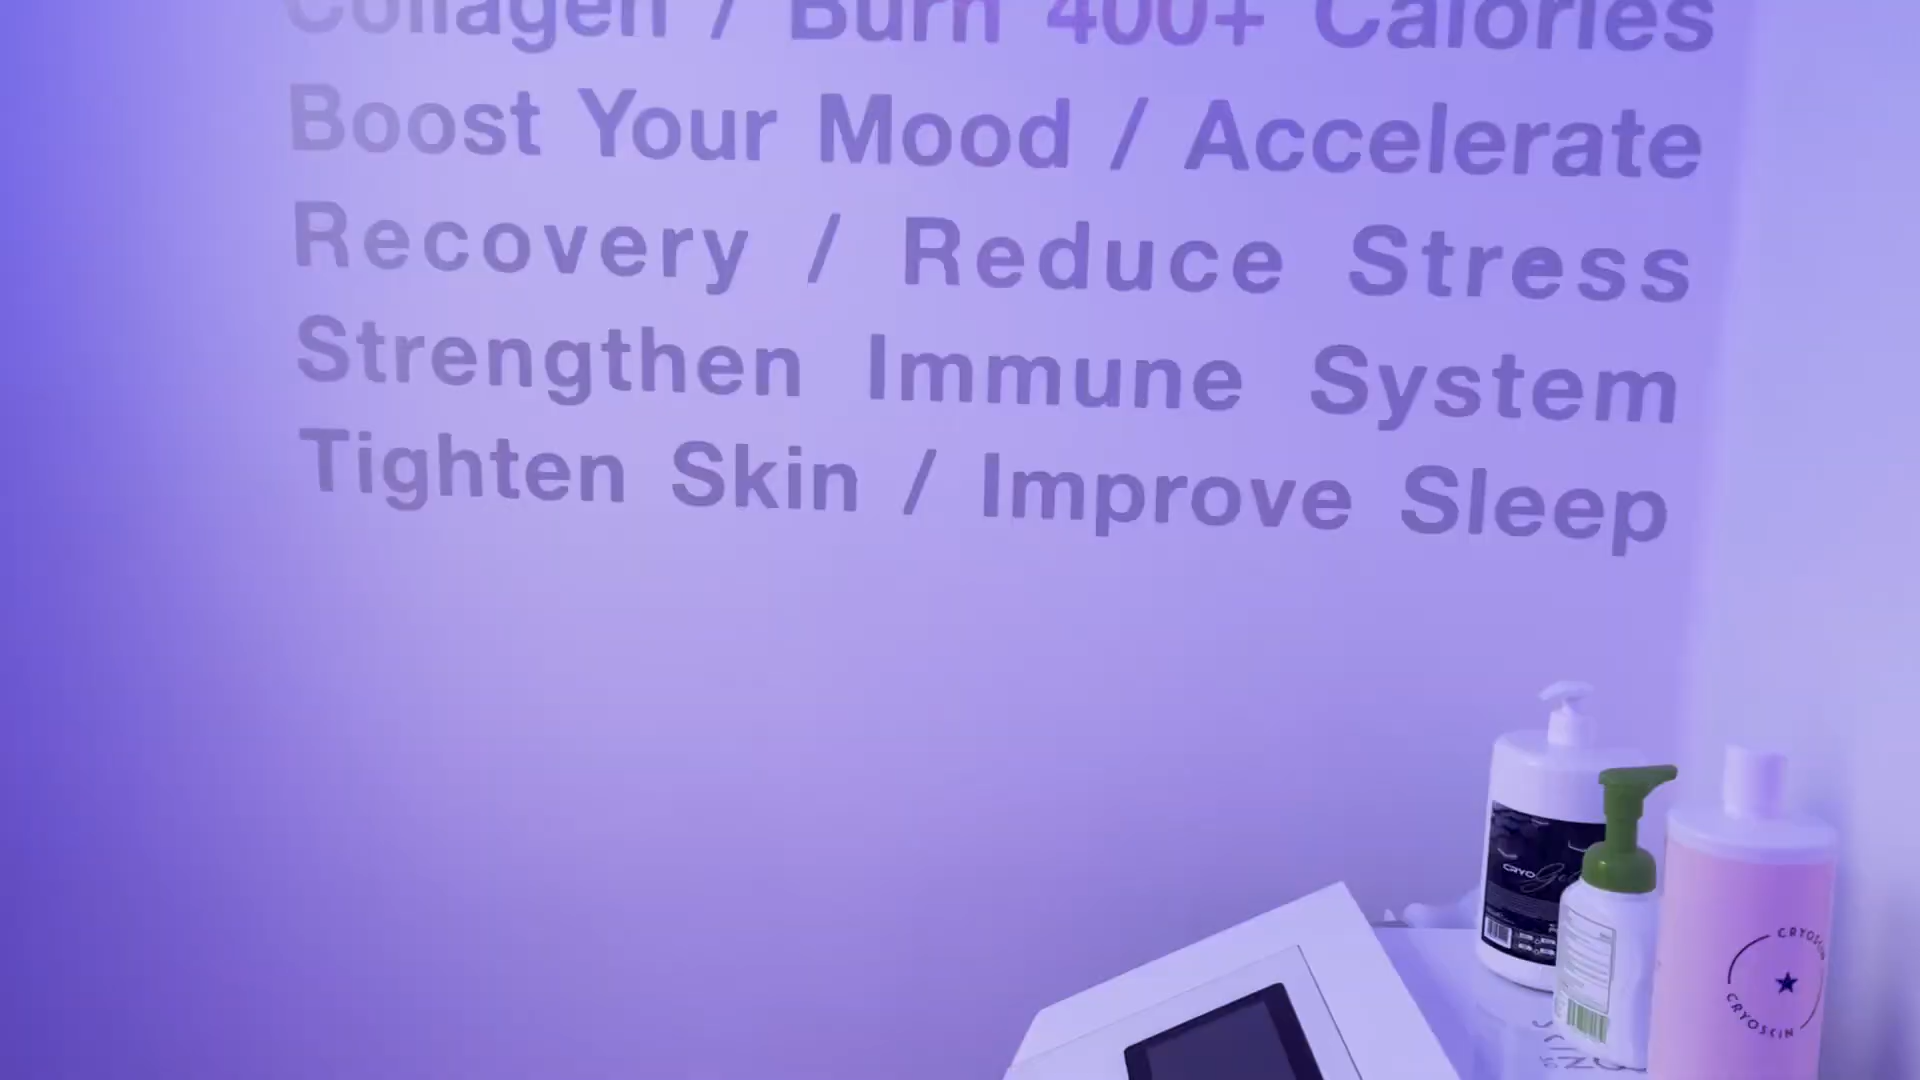 Collagen / Burn 400+ Calories
Boost Your Mood / Accelerate
Recovery / Reduce Stress
Strengthen Immune System
Tighten Skin / Improve Sleep
CRYO Gel
CRYOSKIN
CRYOSKIN